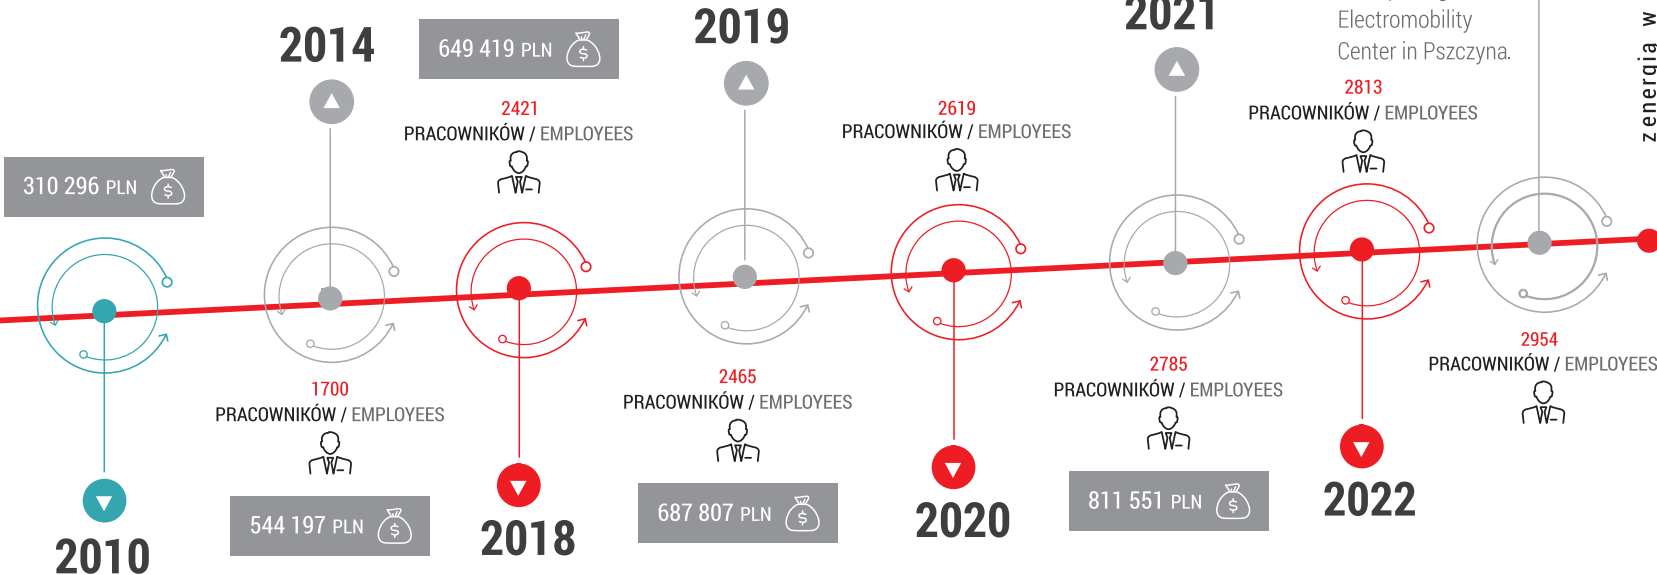 310 296 PLN
2010
2014
1700
PRACOWNIKÓW / EMPLOYEES
544 197 PLN
649 419 PLN
2421
PRACOWNIKÓW / EMPLOYEES
2018
2019
2465
PRACOWNIKÓW / EMPLOYEES
687 807 PLN
2619
PRACOWNIKÓW / EMPLOYEES
2020
2021
2785
PRACOWNIKÓW / EMPLOYEES
811 551 PLN
Electromobility
Center in Pszczyna.
2813
PRACOWNIKÓW / EMPLOYEES
2022
2954
PRACOWNIKÓW / EMPLOYEES
z energią w